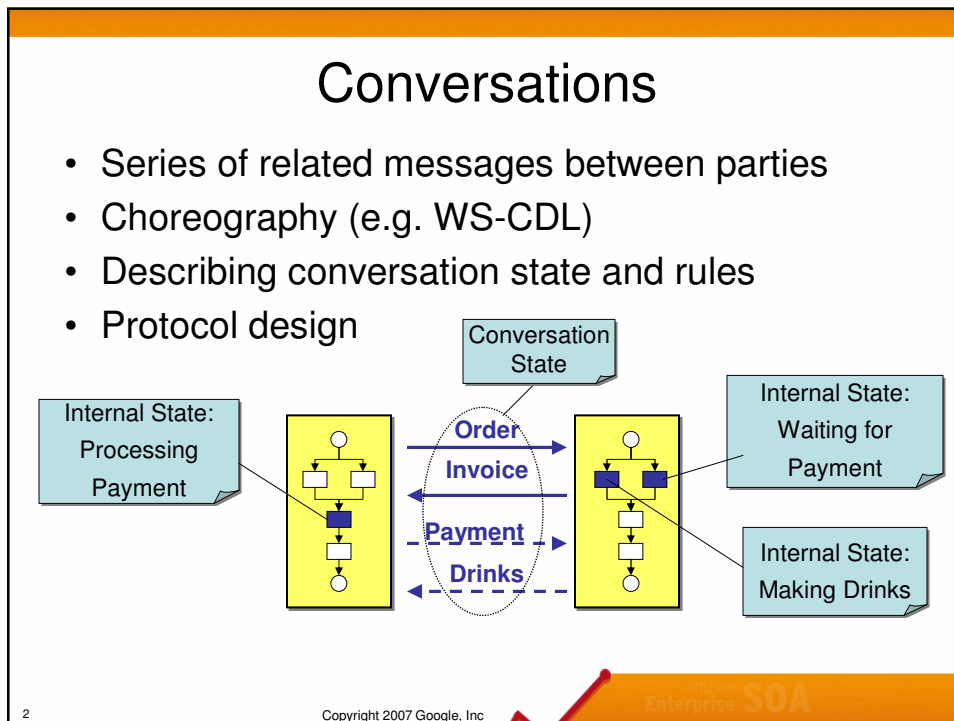 Conversations
• Series of related messages between parties
• Choreography (e.g. WS-CDL)
• Describing conversation state and rules
• Protocol design
Conversation
State
Internal State:
Processing
Payment
Order
Invoice
Payment
Drinks
Internal State:
Waiting for
Payment
Internal State:
Making Drinks
2
Copyright 2007 Google, Inc
efficient
Enterprise SOA